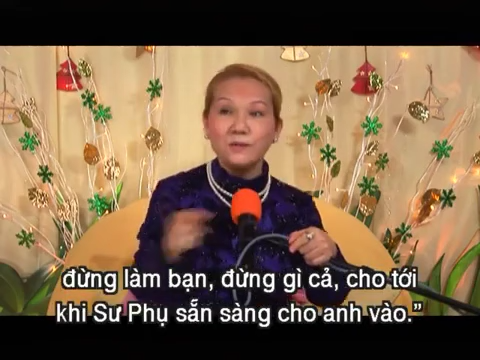 đừng làm bạn, đừng gì cả, cho tới
khi Sư Phụ sẵn sàng cho anh vào.”